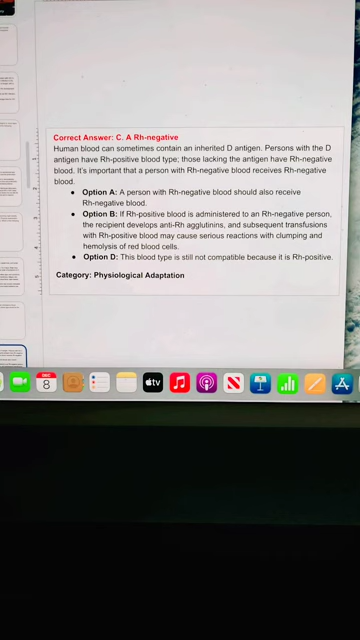 Correct Answer: C. A Rh-negative
Human blood can sometimes contain an inherited D antigen. Persons with the D
antigen have Rh-positive blood type; those lacking the antigen have Rh-negative
blood. It's important that a person with Rh-negative blood receives Rh-negative
blood.
• Option A: A person with Rh-negative blood should also receive
Rh-negative blood.
• Option B: If Rh-positive blood is administered to an Rh-negative person,
the recipient develops anti-Rh agglutinins, and subsequent transfusions
with Rh-positive blood may cause serious reactions with clumping and
hemolysis of red blood cells.
• Option D: This blood type is still not compatible because it is Rh-positive.
Category: Physiological Adaptation
DEC
8
tv